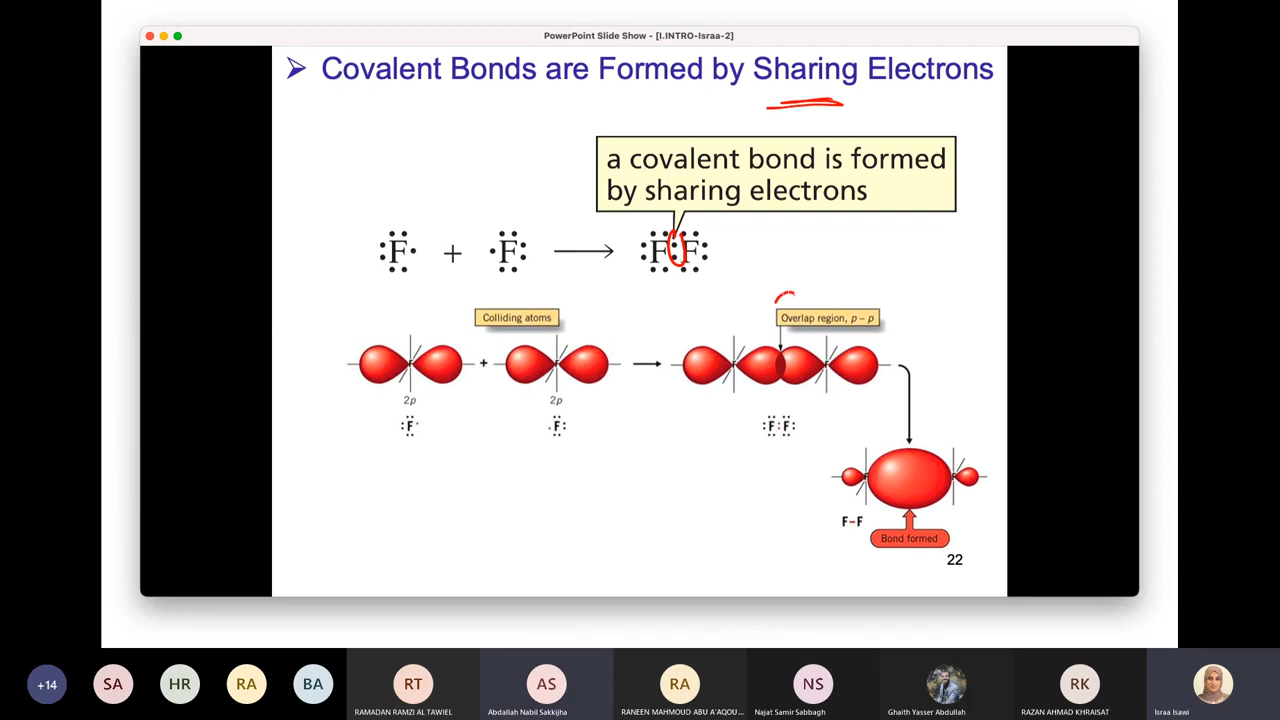 PowerPoint Slide Show - [I.INTRO-Israa-2]
➢ Covalent Bonds are Formed by Sharing Electrons
a covalent bond is formed
by sharing electrons
:F· + ·F: ⟶ :F:F:
Colliding atoms
Overlap region, p – p
+
2p
2p
:F·
·F:
:F:F:
F–F
Bond formed
22
+14
SA
HR
RA
BA
RT
AS
RA
NS
RK
RAMADAN RAMZI AL TAWIEL
Abdallah Nabil Sakkijha
RANEEN MAHMOUD ABU A'AQOU...
Najat Samir Sabbagh
Ghaith Yasser Abdullah
RAZAN AHMAD KHRAISAT
Israa Isawi